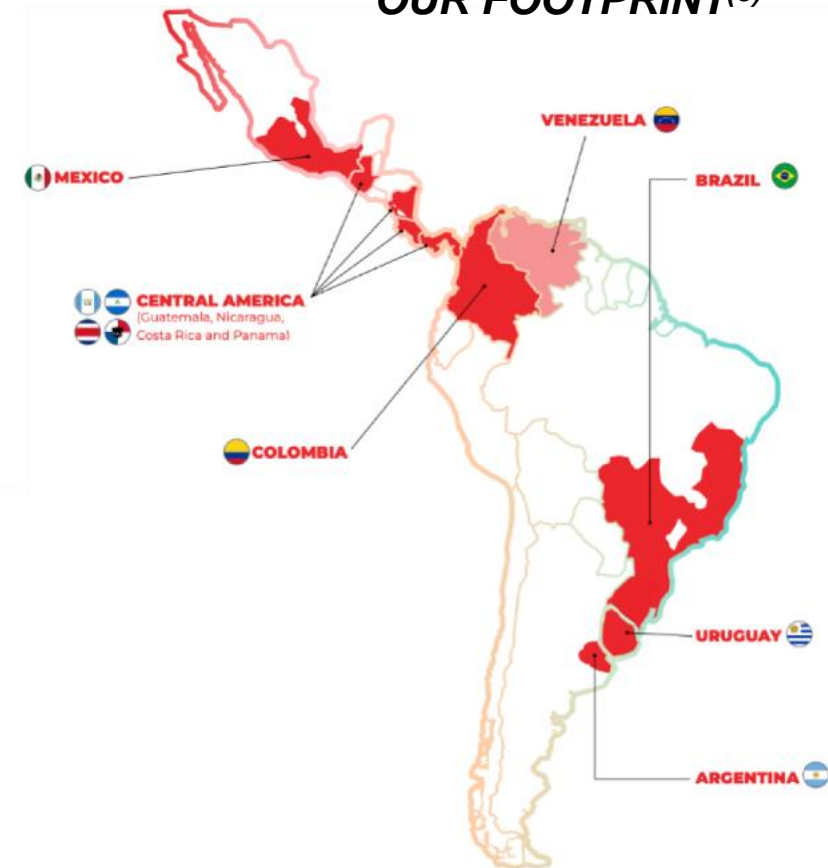 OUR FOOTPRINT
VENEZUELA
MEXICO
BRAZIL
CENTRAL AMERICA
(Guatemala, Nicaragua,
Costa Rica and Panama)
COLOMBIA
URUGUAY
ARGENTINA